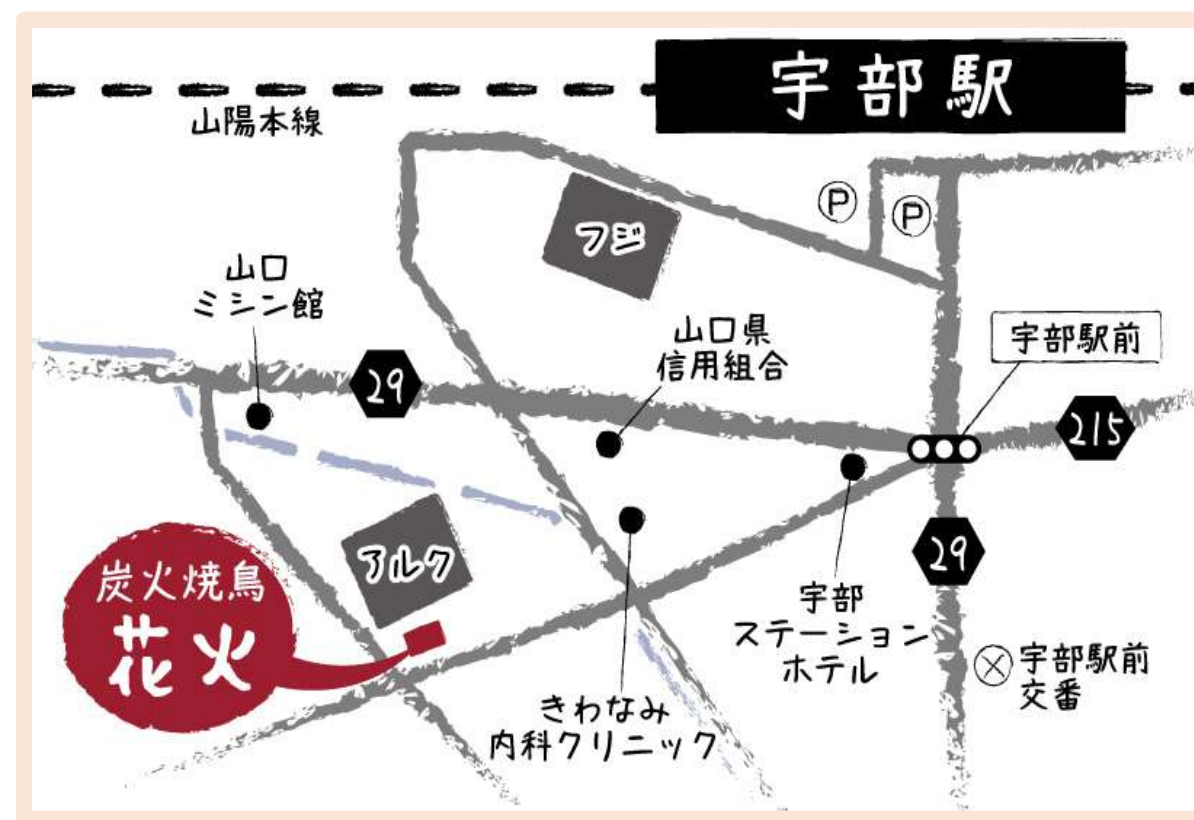 宇部駅
山陽本線
P
P
フジ
山口
ミシン館
山口県
信用組合
宇部駅前
29
215
アルク
29
炭火焼鳥
花火
宇部
ステーション
ホテル
宇部駅前
交番
きわなみ
内科クリニック